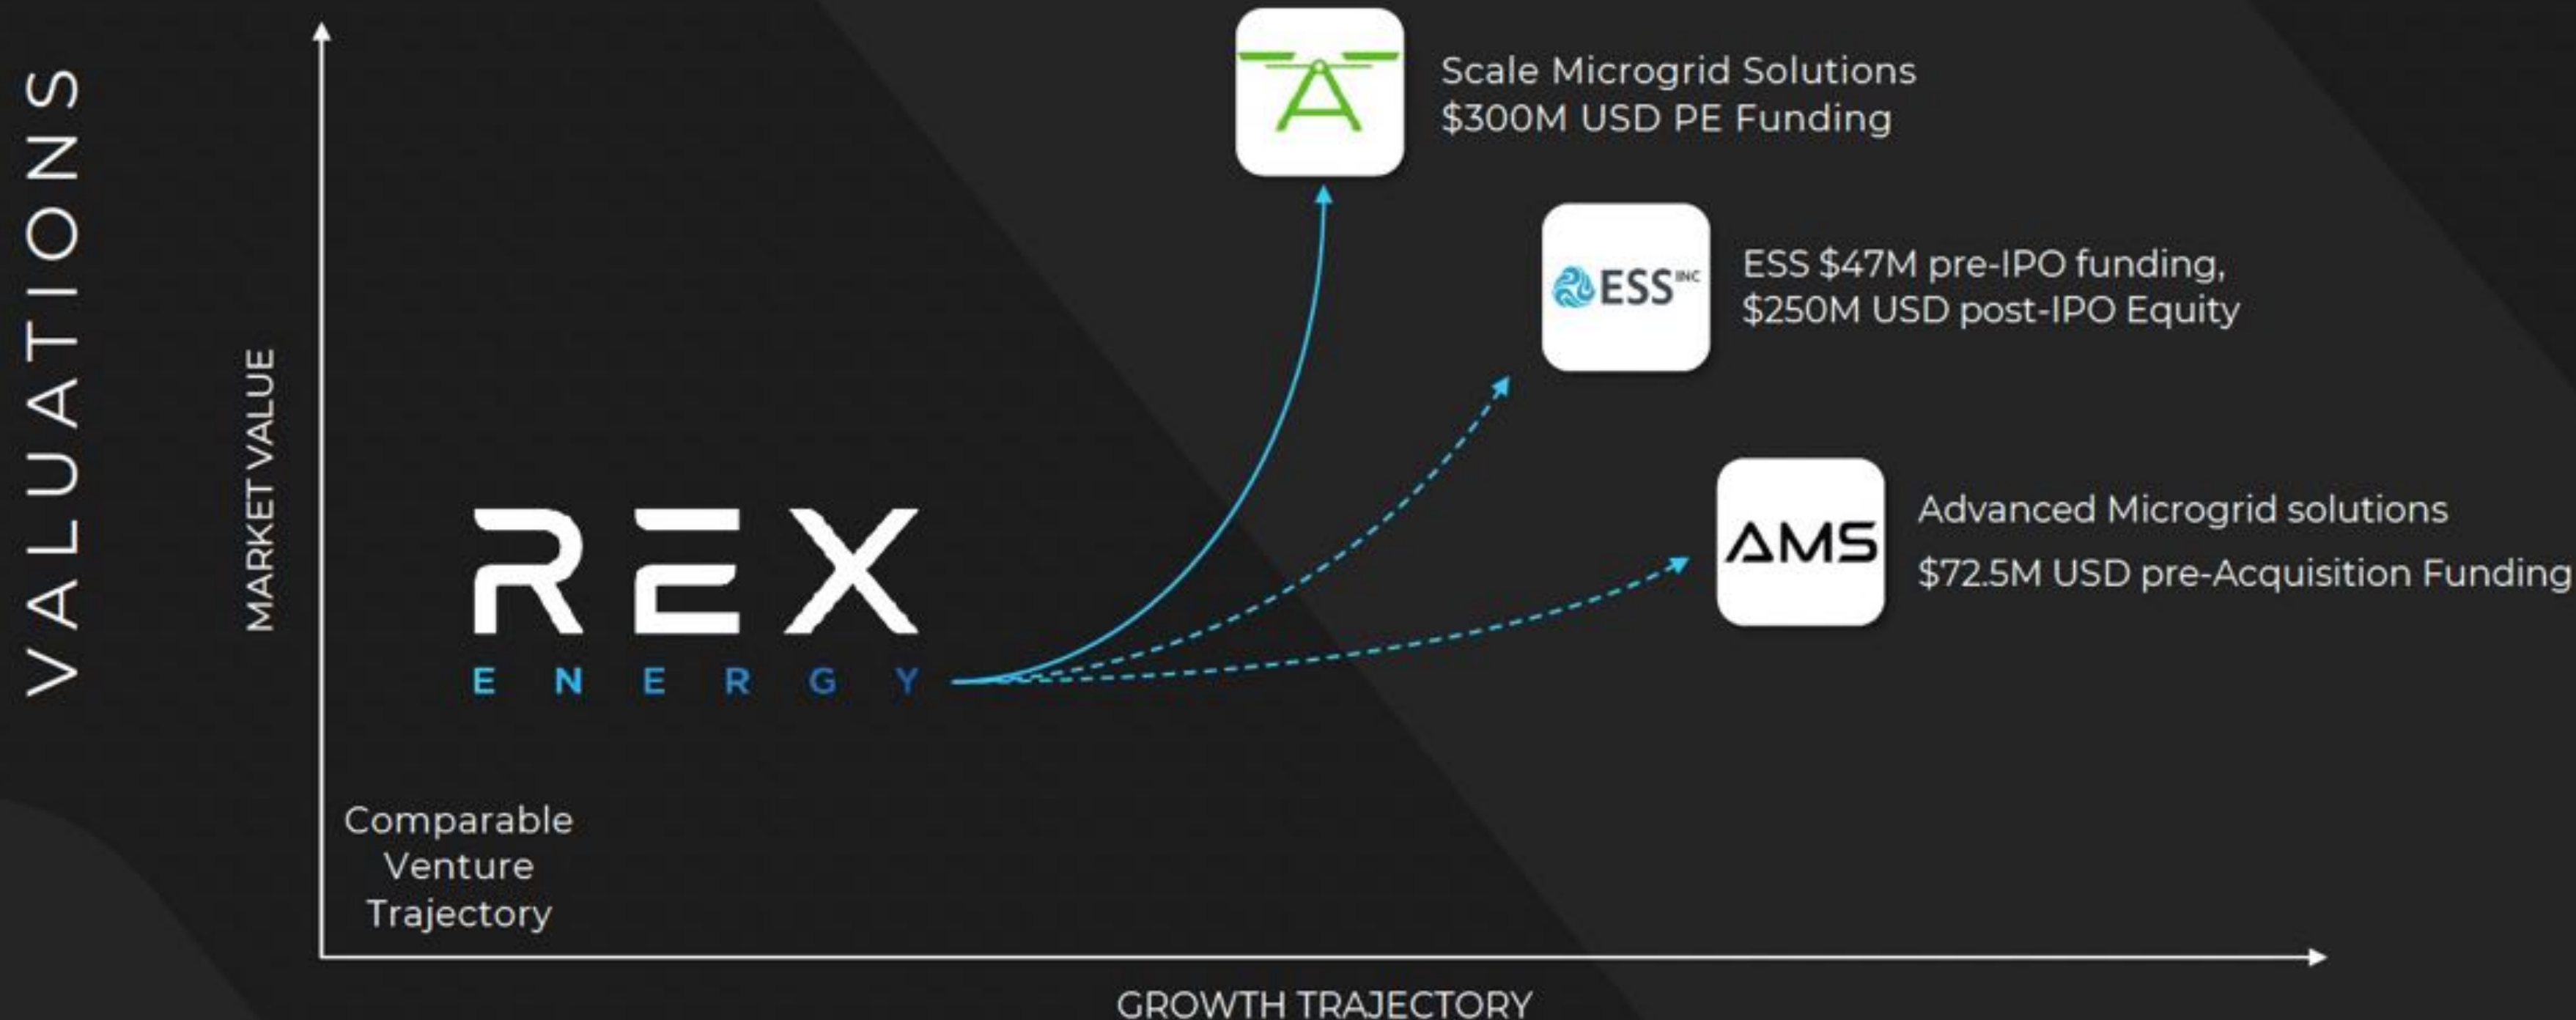 VALUATIONS
MARKET VALUE
Scale Microgrid Solutions
$300M USD PE Funding
ESS INC
ESS $47M pre-IPO funding,
$250M USD post-IPO Equity
AMS
Advanced Microgrid solutions
$72.5M USD pre-Acquisition Funding
REX
ENERGY
Comparable
Venture
Trajectory
GROWTH TRAJECTORY